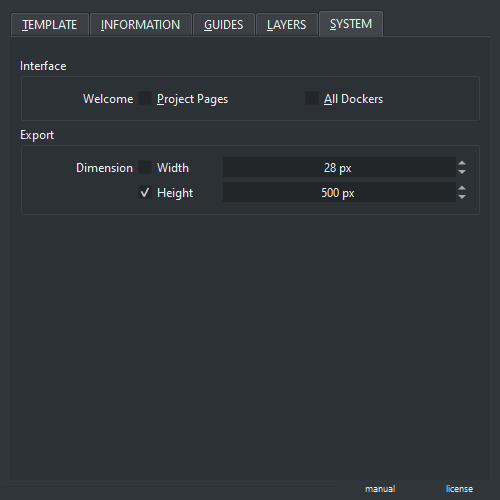 TEMPLATE INFORMATION GUIDES LAYERS SYSTEM
Interface
Welcome Project Pages All Dockers
Export
Dimension Width 28 px
Height 500 px
manual license